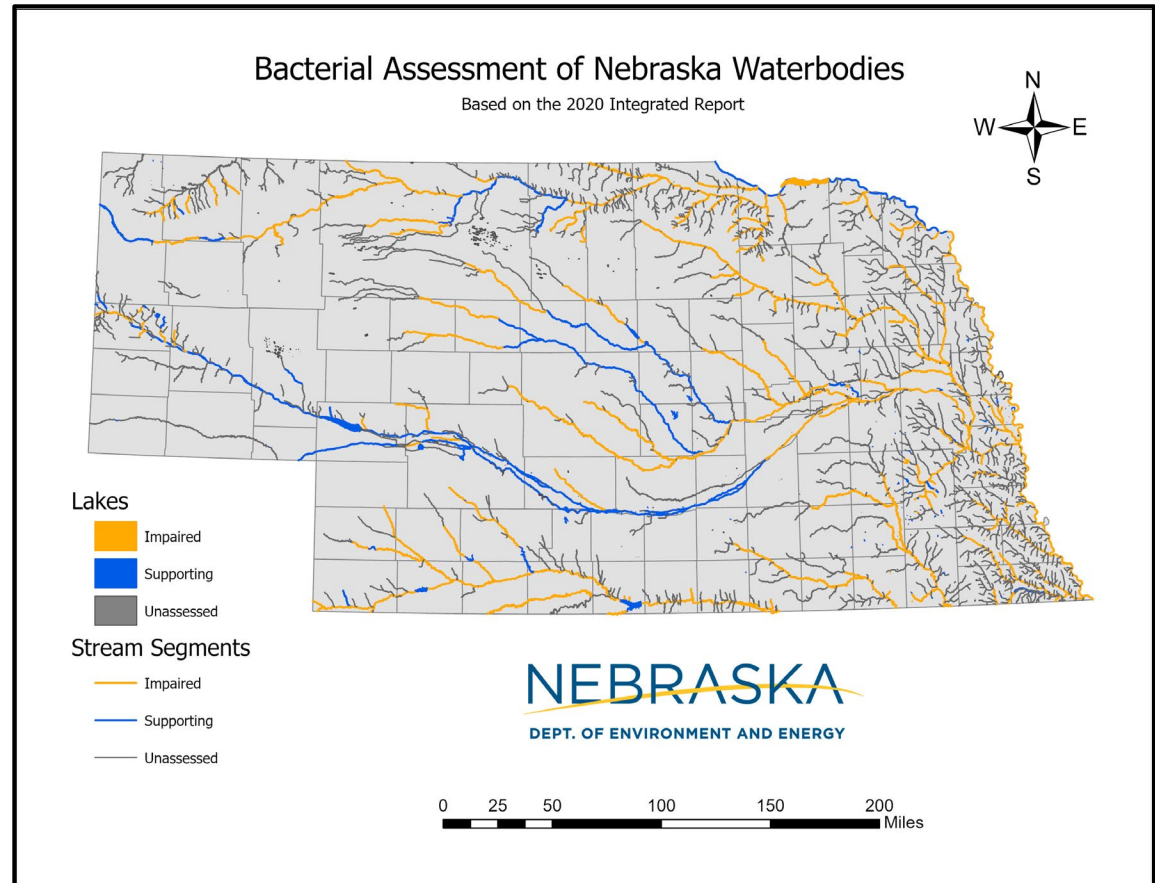 Bacterial Assessment of Nebraska Waterbodies
Based on the 2020 Integrated Report
N
W E
S
Lakes
Impaired
Supporting
Unassessed
Stream Segments
Impaired
Supporting
Unassessed
NEBRASKA
DEPT. OF ENVIRONMENT AND ENERGY
0 25 50 100 150 200
Miles